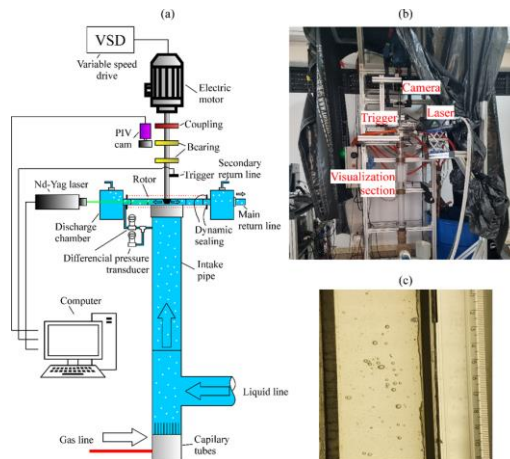 (a)
VSD
Variable speed
drive
Electric
motor
PIV
cam
Coupling
Bearing
Trigger
Secondary
return line
Rotor
Nd-Yag laser
Discharge
chamber
Dynamic
sealing
Main
return line
Differencial pressure
transducer
Intake
pipe
Computer
Liquid line
Gas line
Capilary
tubes
(b)
Camera
Trigger
Laser
Visualization
section
(c)